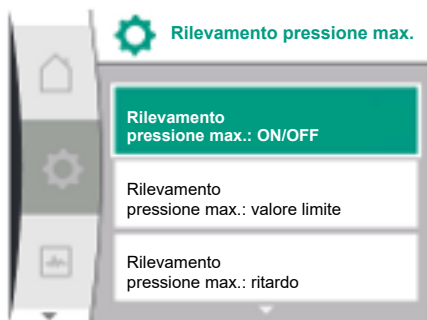 Rilevamento pressione max.
Rilevamento
pressione max.: ON/OFF
Rilevamento
pressione max.: valore limite
Rilevamento
pressione max.: ritardo